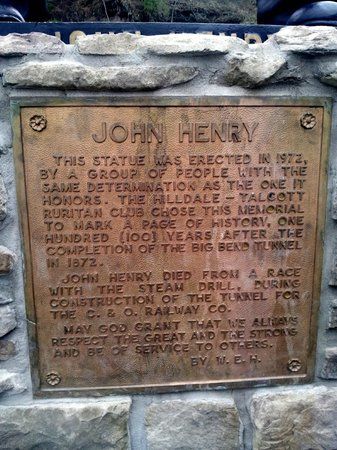 JOHN HENRY
THIS STATUE WAS ERECTED IN 1972,
BY A GROUP OF PEOPLE WITH THE
SAME DETERMINATION AS THE ONE IT
HONORS. THE HILLDALE - TALCOTT
RURITAN CLUB CHOSE THIS MEMORIAL
TO MARK A PAGE OF HISTORY, ONE
HUNDRED (100) YEARS AFTER THE
COMPLETION OF THE BIG BEND TUNNEL
IN 1872.
JOHN HENRY DIED FROM A RACE
WITH THE STEAM DRILL, DURING
CONSTRUCTION OF THE TUNNEL FOR
THE C. & O. RAILWAY CO.
MAY GOD GRANT THAT WE ALWAYS
RESPECT THE GREAT AND THE STRONG
AND BE OF SERVICE TO OTHERS.
BY W. E. H.